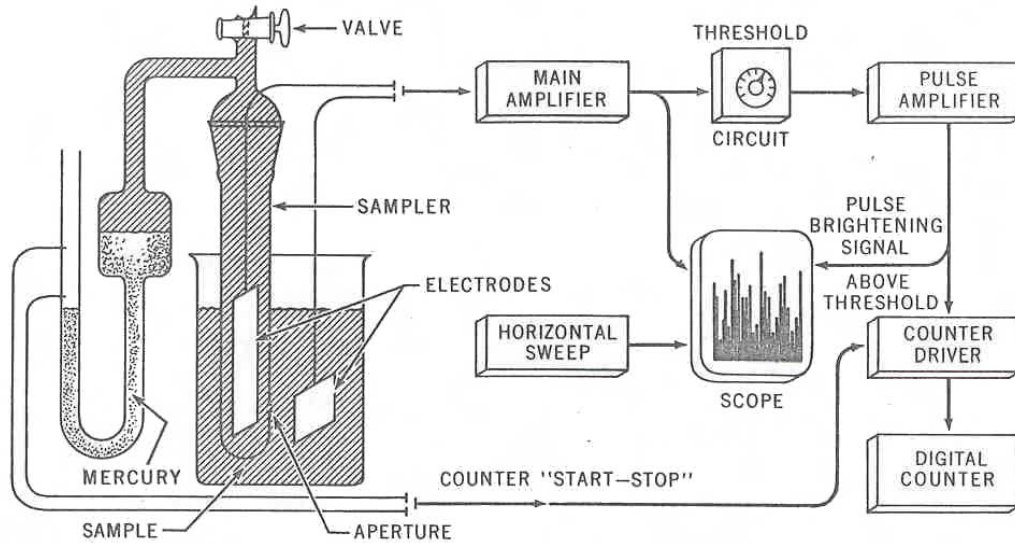 VALVE
THRESHOLD
MAIN
AMPLIFIER
PULSE
AMPLIFIER
CIRCUIT
SAMPLER
PULSE
BRIGHTENING
SIGNAL
ELECTRODES
ABOVE
THRESHOLD
HORIZONTAL
SWEEP
COUNTER
DRIVER
SCOPE
MERCURY
COUNTER "START—STOP"
DIGITAL
COUNTER
SAMPLE
APERTURE